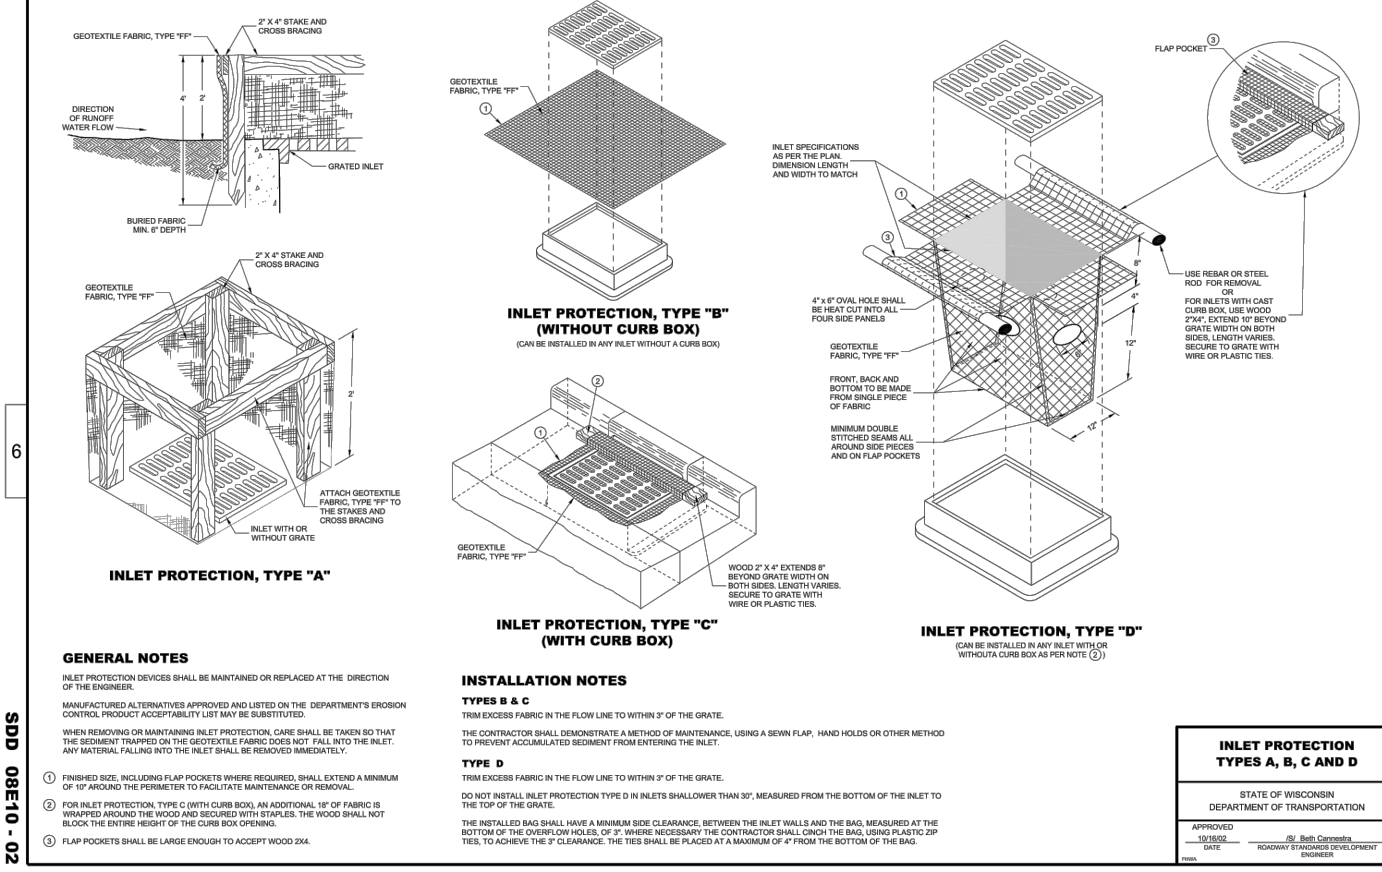 GEOTEXTILE FABRIC, TYPE "FF"
2" X 4" STAKE AND
CROSS BRACING
4'
2'
DIRECTION
OF RUNOFF
WATER FLOW
GRATED INLET
BURIED FABRIC
MIN. 6" DEPTH
2" X 4" STAKE AND
CROSS BRACING
GEOTEXTILE
FABRIC, TYPE "FF"
2'
ATTACH GEOTEXTILE
FABRIC, TYPE "FF" TO
THE STAKES AND
CROSS BRACING
INLET WITH OR
WITHOUT GRATE
INLET PROTECTION, TYPE "A"
GEOTEXTILE
FABRIC, TYPE "FF"
1
INLET PROTECTION, TYPE "B"
(WITHOUT CURB BOX)
(CAN BE INSTALLED IN ANY INLET WITHOUT A CURB BOX)
2
1
GEOTEXTILE
FABRIC, TYPE "FF"
WOOD 2" X 4" EXTENDS 8"
BEYOND GRATE WIDTH ON
BOTH SIDES. LENGTH VARIES.
SECURE TO GRATE WITH
WIRE OR PLASTIC TIES.
INLET PROTECTION, TYPE "C"
(WITH CURB BOX)
3
FLAP POCKET
INLET SPECIFICATIONS
AS PER THE PLAN.
DIMENSION LENGTH
AND WIDTH TO MATCH
1
3
4" x 6" OVAL HOLE SHALL
BE HEAT CUT INTO ALL
FOUR SIDE PANELS
GEOTEXTILE
FABRIC, TYPE "FF"
FRONT, BACK AND
BOTTOM TO BE MADE
FROM SINGLE PIECE
OF FABRIC
MINIMUM DOUBLE
STITCHED SEAMS ALL
AROUND SIDE PIECES
AND ON FLAP POCKETS
8"
4"
12"
6"
12"
USE REBAR OR STEEL
ROD FOR REMOVAL
OR
FOR INLETS WITH CAST
CURB BOX, USE WOOD
2"X4", EXTEND 10" BEYOND
GRATE WIDTH ON BOTH
SIDES, LENGTH VARIES.
SECURE TO GRATE WITH
WIRE OR PLASTIC TIES.
INLET PROTECTION, TYPE "D"
(CAN BE INSTALLED IN ANY INLET WITH OR
WITHOUTA CURB BOX AS PER NOTE 2)
6
SDD 08E10 - 02
GENERAL NOTES
INLET PROTECTION DEVICES SHALL BE MAINTAINED OR REPLACED AT THE DIRECTION
OF THE ENGINEER.
MANUFACTURED ALTERNATIVES APPROVED AND LISTED ON THE DEPARTMENT'S EROSION
CONTROL PRODUCT ACCEPTABILITY LIST MAY BE SUBSTITUTED.
WHEN REMOVING OR MAINTAINING INLET PROTECTION, CARE SHALL BE TAKEN SO THAT
THE SEDIMENT TRAPPED ON THE GEOTEXTILE FABRIC DOES NOT FALL INTO THE INLET.
ANY MATERIAL FALLING INTO THE INLET SHALL BE REMOVED IMMEDIATELY.
1 FINISHED SIZE, INCLUDING FLAP POCKETS WHERE REQUIRED, SHALL EXTEND A MINIMUM
OF 10" AROUND THE PERIMETER TO FACILITATE MAINTENANCE OR REMOVAL.
2 FOR INLET PROTECTION, TYPE C (WITH CURB BOX), AN ADDITIONAL 18" OF FABRIC IS
WRAPPED AROUND THE WOOD AND SECURED WITH STAPLES. THE WOOD SHALL NOT
BLOCK THE ENTIRE HEIGHT OF THE CURB BOX OPENING.
3 FLAP POCKETS SHALL BE LARGE ENOUGH TO ACCEPT WOOD 2X4.
INSTALLATION NOTES
TYPES B & C
TRIM EXCESS FABRIC IN THE FLOW LINE TO WITHIN 3" OF THE GRATE.
THE CONTRACTOR SHALL DEMONSTRATE A METHOD OF MAINTENANCE, USING A SEWN FLAP, HAND HOLDS OR OTHER METHOD
TO PREVENT ACCUMULATED SEDIMENT FROM ENTERING THE INLET.
TYPE D
TRIM EXCESS FABRIC IN THE FLOW LINE TO WITHIN 3" OF THE GRATE.
DO NOT INSTALL INLET PROTECTION TYPE D IN INLETS SHALLOWER THAN 30", MEASURED FROM THE BOTTOM OF THE INLET TO
THE TOP OF THE GRATE.
THE INSTALLED BAG SHALL HAVE A MINIMUM SIDE CLEARANCE, BETWEEN THE INLET WALLS AND THE BAG, MEASURED AT THE
BOTTOM OF THE OVERFLOW HOLES, OF 3". WHERE NECESSARY THE CONTRACTOR SHALL CINCH THE BAG, USING PLASTIC ZIP
TIES, TO ACHIEVE THE 3" CLEARANCE. THE TIES SHALL BE PLACED AT A MAXIMUM OF 4" FROM THE BOTTOM OF THE BAG.
INLET PROTECTION
TYPES A, B, C AND D
STATE OF WISCONSIN
DEPARTMENT OF TRANSPORTATION
APPROVED
10/16/02 /S/ Beth Cannestra
DATE ROADWAY STANDARDS DEVELOPMENT
ENGINEER
FHWA